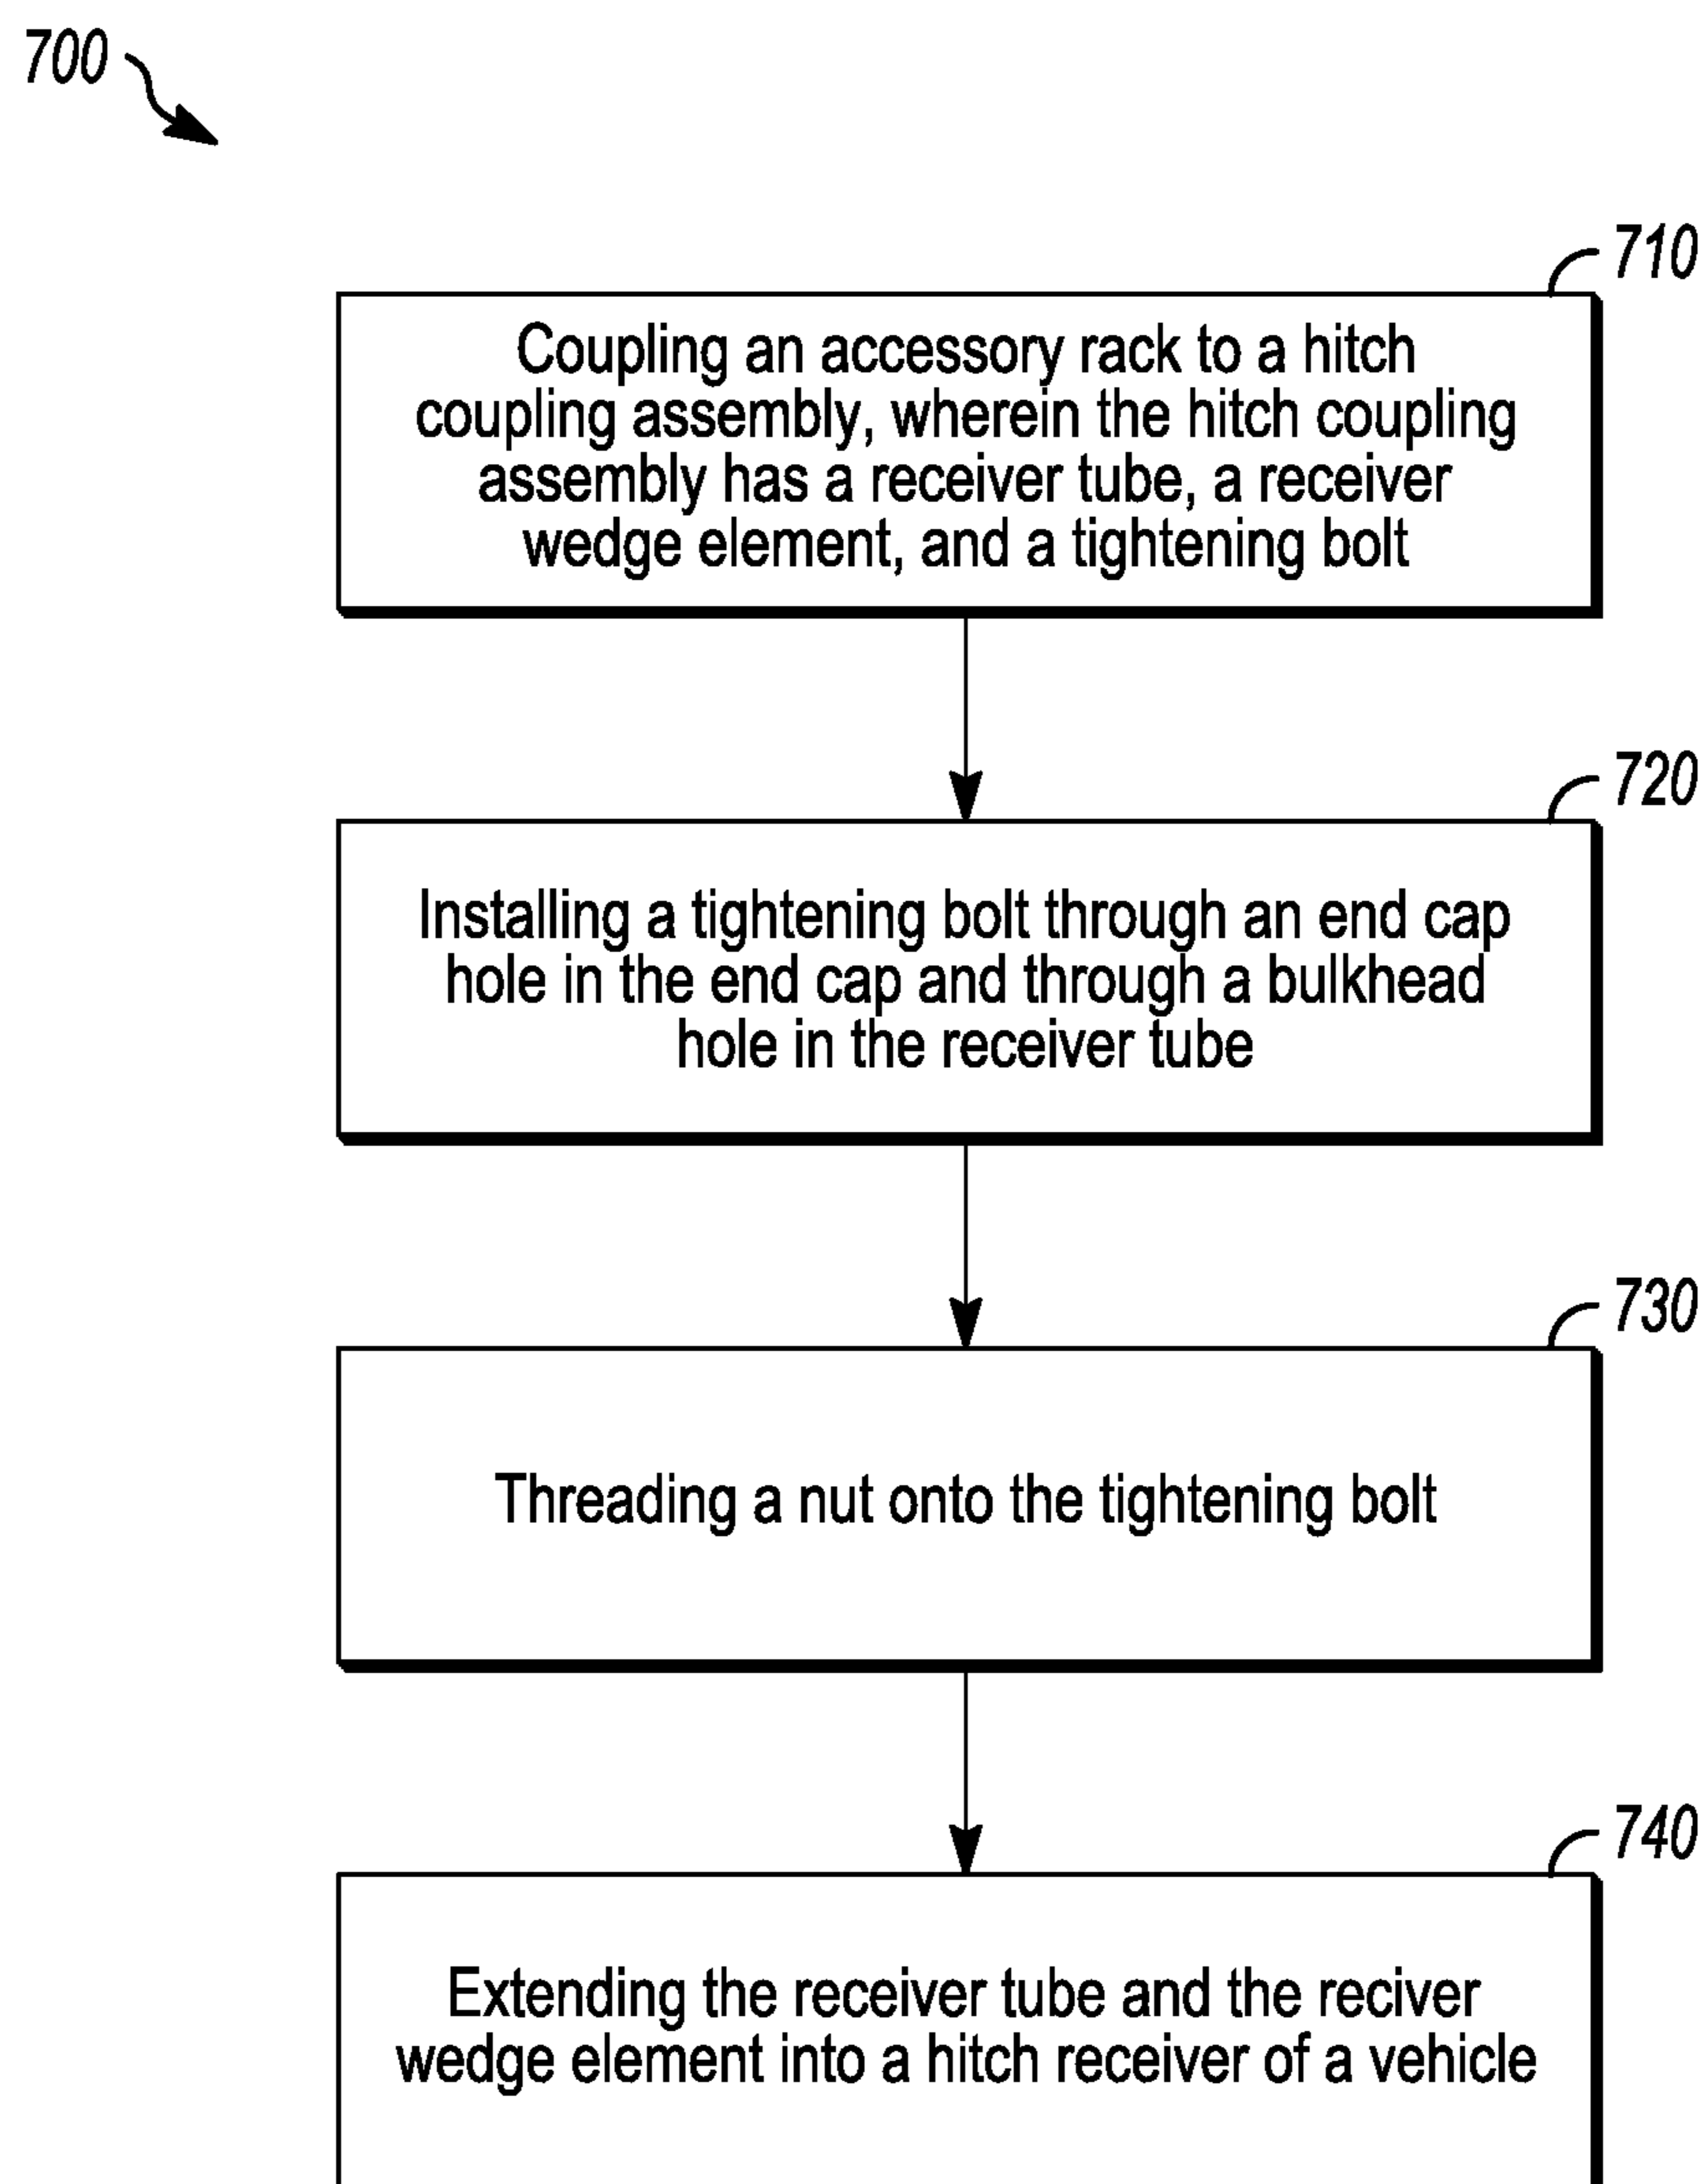 700
710
Coupling an accessory rack to a hitch
coupling assembly, wherein the hitch coupling
assembly has a receiver tube, a receiver
wedge element, and a tightening bolt
720
Installing a tightening bolt through an end cap
hole in the end cap and through a bulkhead
hole in the receiver tube
730
Threading a nut onto the tightening bolt
740
Extending the receiver tube and the reciver
wedge element into a hitch receiver of a vehicle